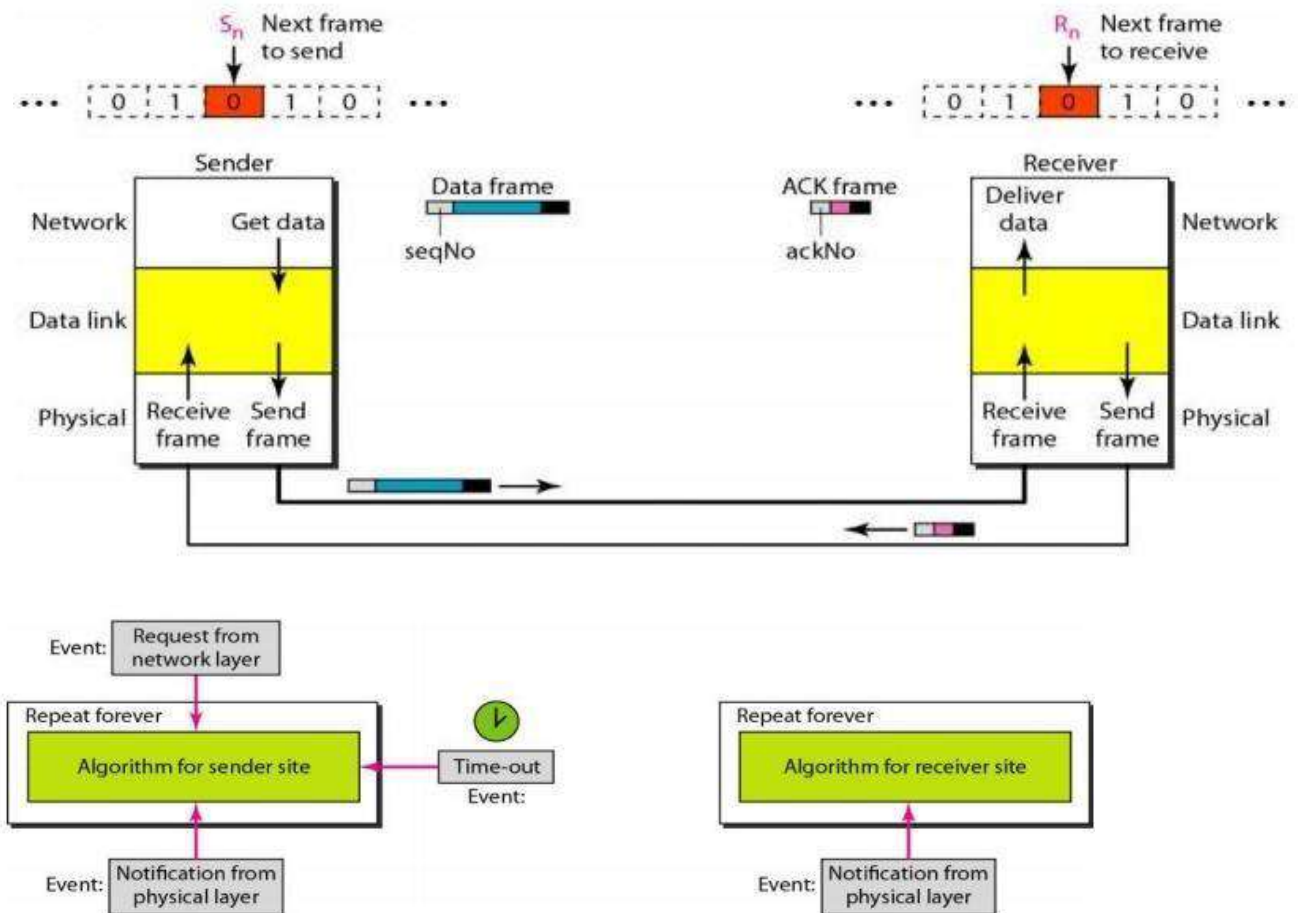 Sn Next frame
to send
Rn Next frame
to receive
... 0 1 0 1 0 ...
... 0 1 0 1 0 ...
Sender
Receiver
Data frame
ACK frame
seqNo
ackNo
Network
Get data
Deliver
data
Network
Data link
Data link
Physical
Receive
frame
Send
frame
Receive
frame
Send
frame
Physical
Event:
Request from
network layer
Repeat forever
Algorithm for sender site
Time-out
Event:
Event:
Notification from
physical layer
Repeat forever
Algorithm for receiver site
Event:
Notification from
physical layer